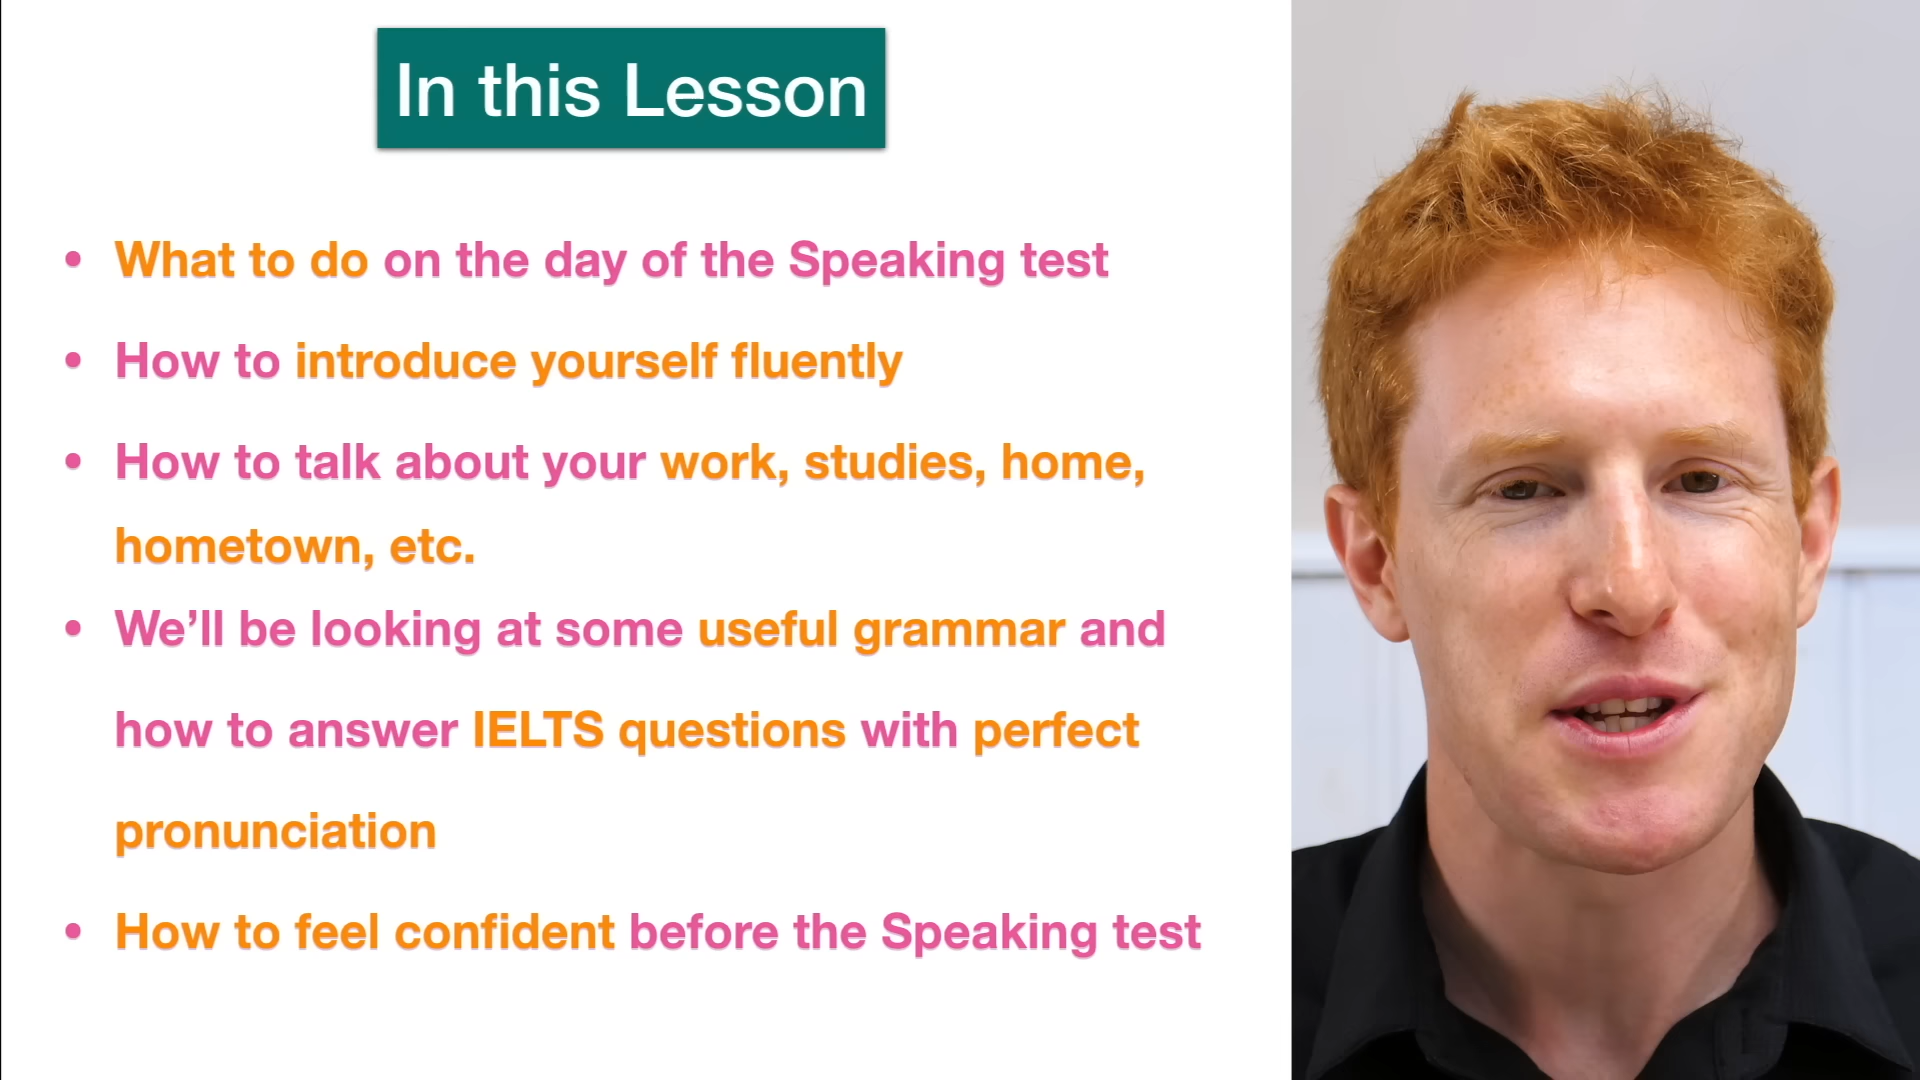 In this Lesson
• What to do on the day of the Speaking test
• How to introduce yourself fluently
• How to talk about your work, studies, home,
hometown, etc.
• We’ll be looking at some useful grammar and
how to answer IELTS questions with perfect
pronunciation
• How to feel confident before the Speaking test